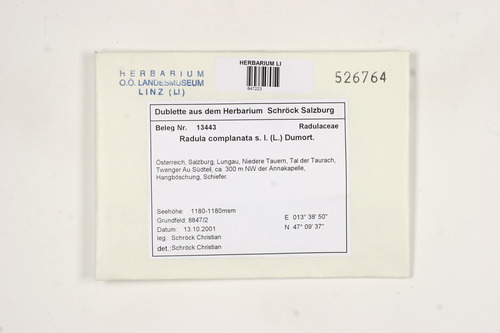 HERBARIUM
O.Ö. LANDESMUSEUM
LINZ (LI)
HERBARIUM LI
847223
526764
Dublette aus dem Herbarium Schröck Salzburg
Beleg Nr. 13443 Radulaceae
Radula complanata s. l. (L.) Dumort.
Österreich, Salzburg, Lungau, Niedere Tauern, Tal der Taurach,
Twenger Au Südteil, ca. 300 m NW der Annakapelle,
Hangböschung, Schiefer.
Seehöhe: 1180-1180msm E 013° 38' 50"
Grundfeld: 8847/2
Datum: 13.10.2001 N 47° 09' 37"
leg.: Schröck Christian
det.: Schröck Christian